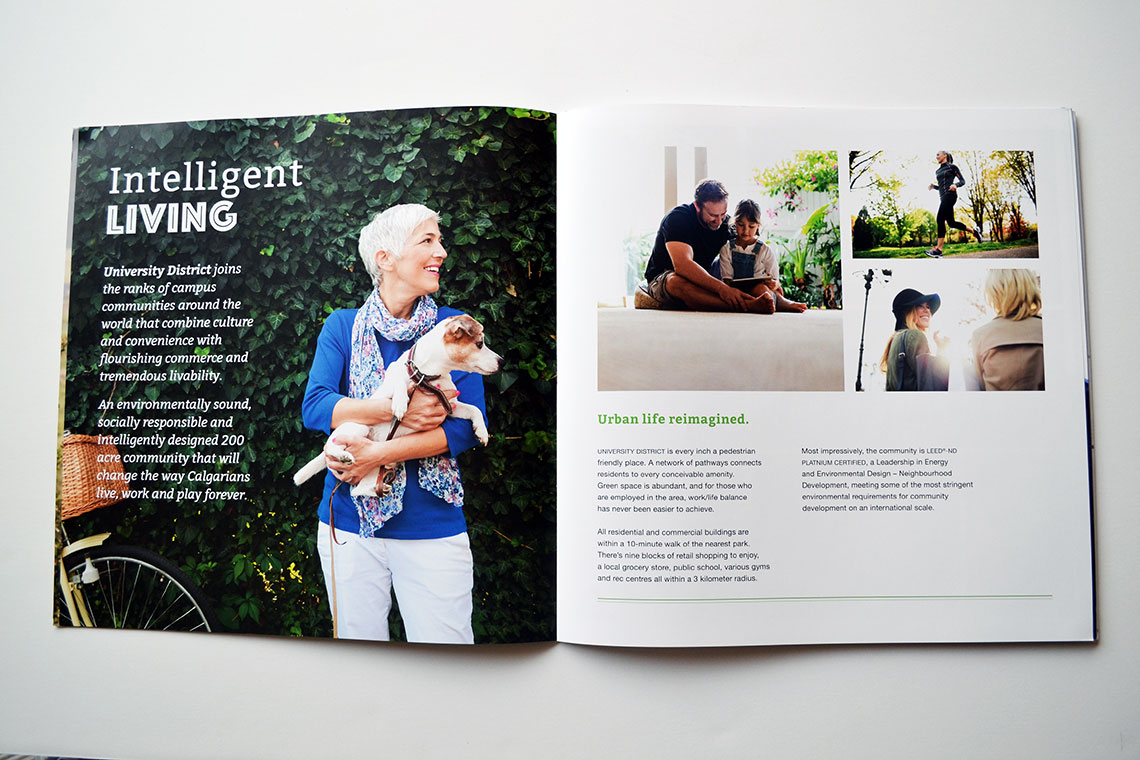 Intelligent
LIVING
University District joins
the ranks of campus
communities around the
world that combine culture
and convenience with
flourishing commerce and
tremendous livability.
An environmentally sound,
socially responsible and
intelligently designed 200
acre community that will
change the way Calgarians
live, work and play forever.
Urban life reimagined.
UNIVERSITY DISTRICT is every inch a pedestrian
friendly place. A network of pathways connects
residents to every conceivable amenity.
Green space is abundant, and for those who
are employed in the area, work/life balance
has never been easier to achieve.
All residential and commercial buildings are
within a 10-minute walk of the nearest park.
There's nine blocks of retail shopping to enjoy,
a local grocery store, public school, various gyms
and rec centres all within a 3 kilometer radius.
Most impressively, the community is LEED®-ND
PLATNIUM CERTIFIED, a Leadership in Energy
and Environmental Design – Neighbourhood
Development, meeting some of the most stringent
environmental requirements for community
development on an international scale.